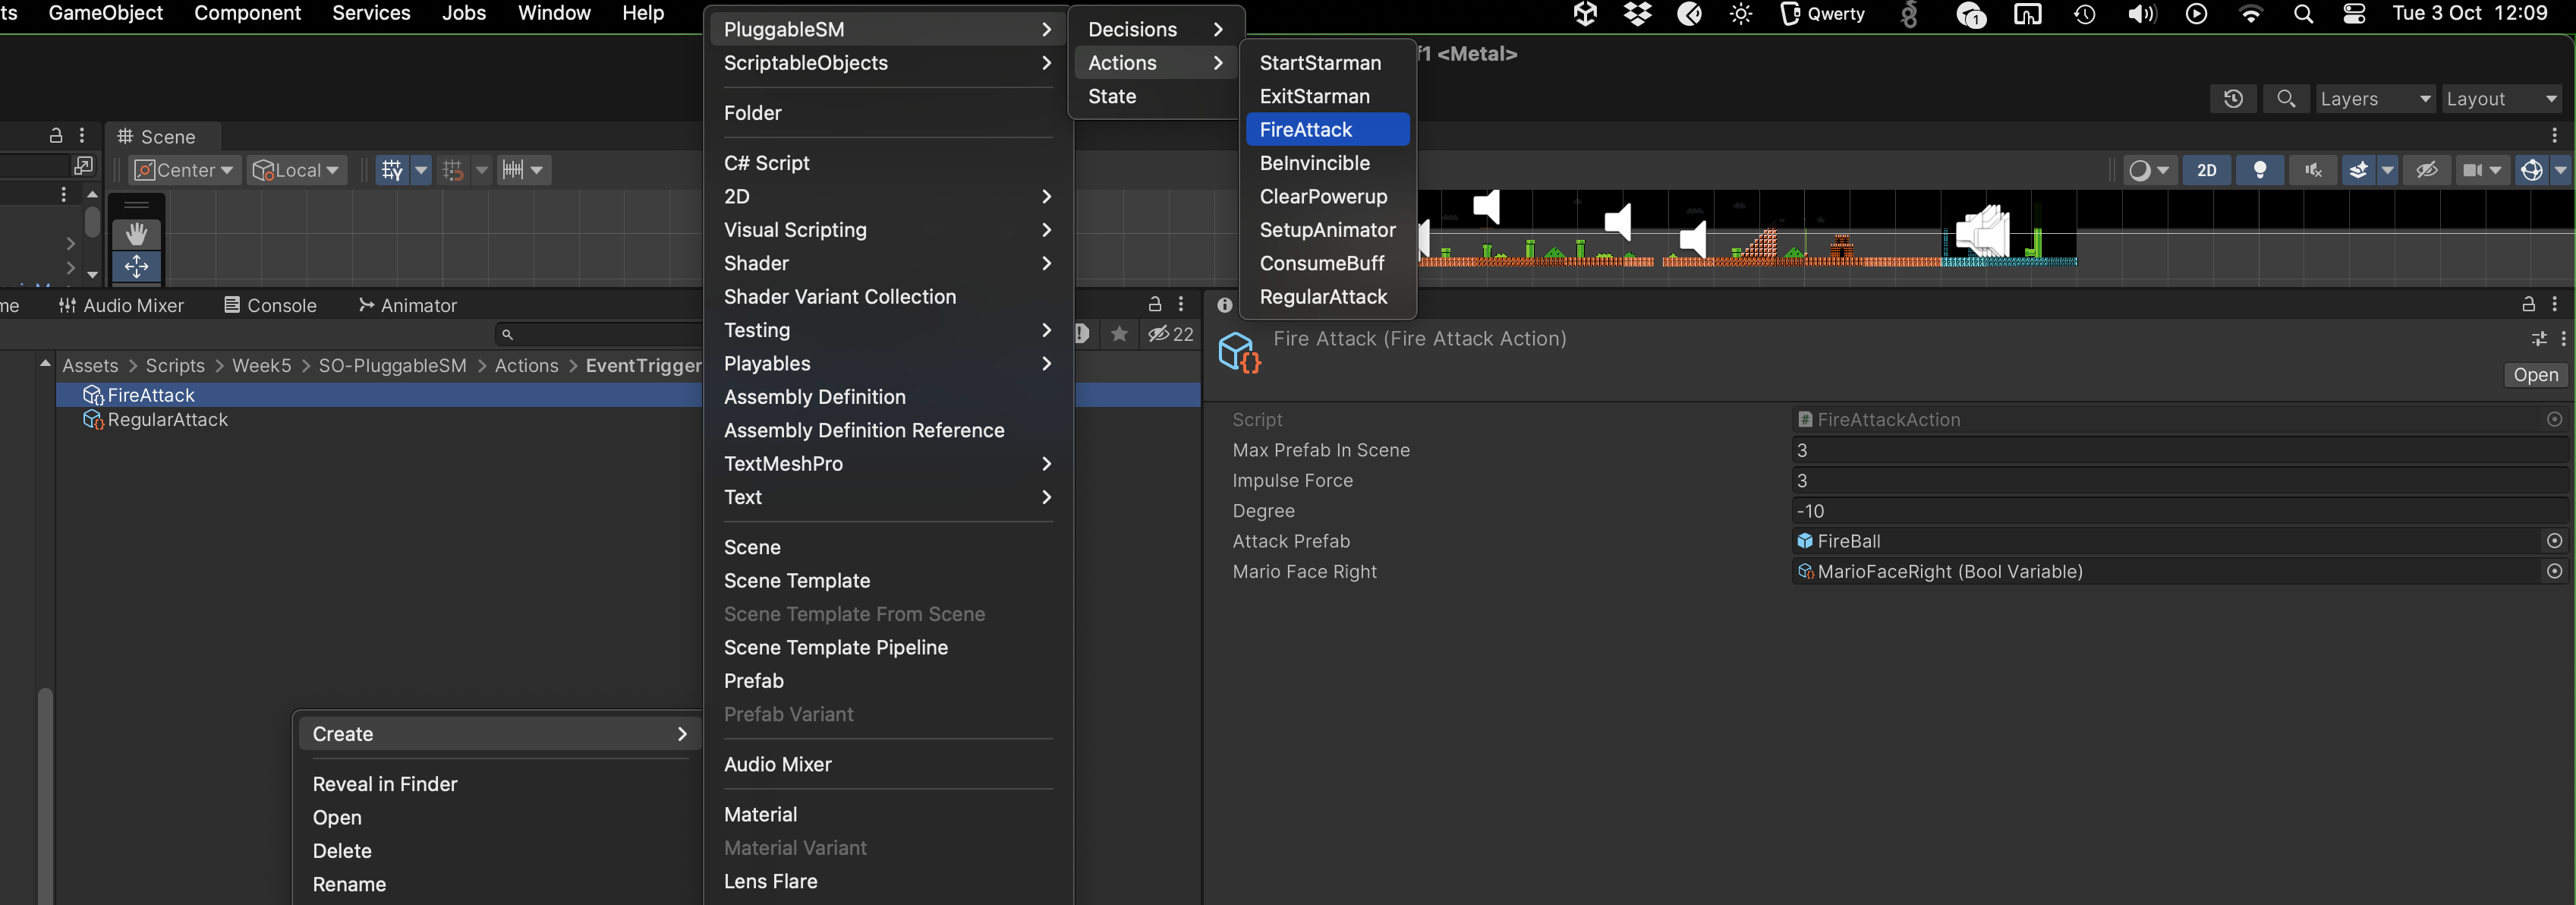 ts GameObject Component Services Jobs Window Help
1 Qwerty Tue 3 Oct 12:09
f1 <Metal>
Layers Layout
Scene
Center Local 2D
me Audio Mixer Console Animator
22
Assets > Scripts > Week5 > SO-PluggableSM > Actions > EventTrigger
FireAttack
RegularAttack
Create
Reveal in Finder
Open
Delete
Rename
PluggableSM
ScriptableObjects
Folder
C# Script
2D
Visual Scripting
Shader
Shader Variant Collection
Testing
Playables
Assembly Definition
Assembly Definition Reference
TextMeshPro
Text
Scene
Scene Template
Scene Template From Scene
Scene Template Pipeline
Prefab
Prefab Variant
Audio Mixer
Material
Material Variant
Lens Flare
Decisions
Actions
State
StartStarman
ExitStarman
FireAttack
BeInvincible
ClearPowerup
SetupAnimator
ConsumeBuff
RegularAttack
Fire Attack (Fire Attack Action)
Open
Script FireAttackAction
Max Prefab In Scene 3
Impulse Force 3
Degree -10
Attack Prefab FireBall
Mario Face Right MarioFaceRight (Bool Variable)